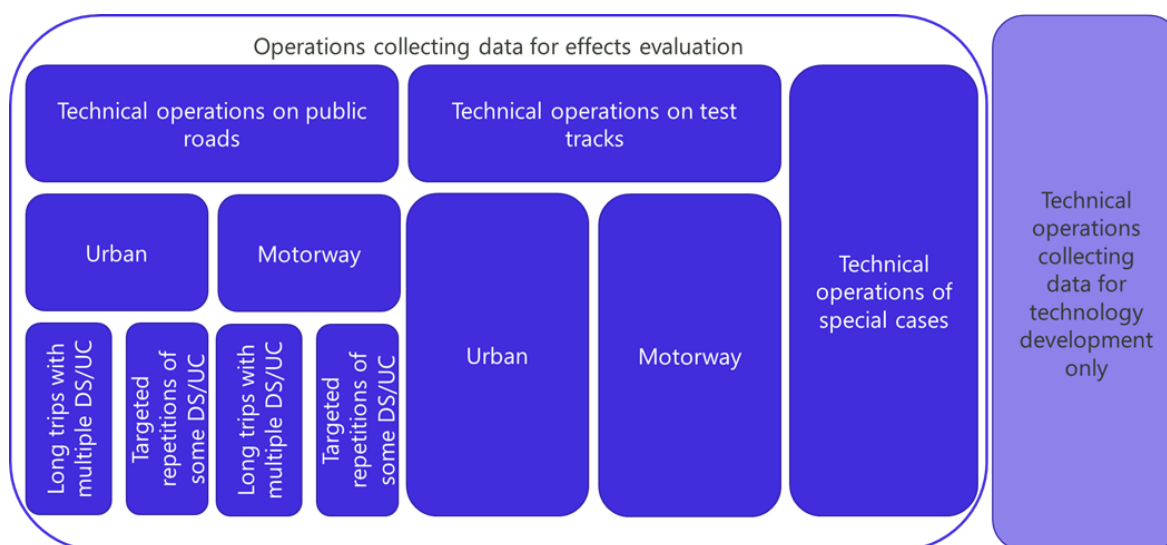 Operations collecting data for effects evaluation
Technical operations on public
roads
Technical operations on test
tracks
Urban
Motorway
Long trips with
multiple DS/UC
Targeted
repetitions of
some DS/UC
Long trips with
multiple DS/UC
Targeted
repetitions of
some DS/UC
Urban
Motorway
Technical
operations of
special cases
Technical
operations
collecting
data for
technology
development
only